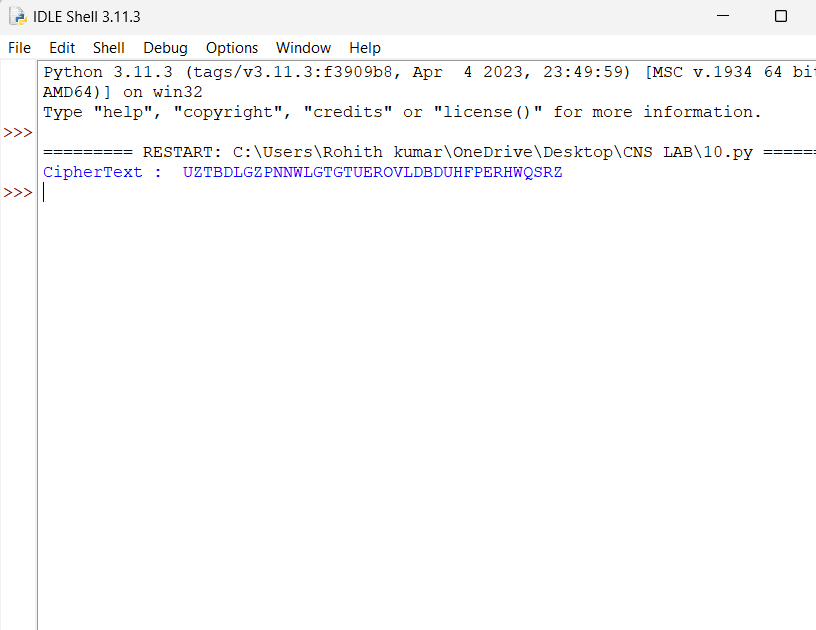 IDLE Shell 3.11.3
File Edit Shell Debug Options Window Help
Python 3.11.3 (tags/v3.11.3:f3909b8, Apr  4 2023, 23:49:59) [MSC v.1934 64 bit
AMD64)] on win32
Type "help", "copyright", "credits" or "license()" for more information.
>>>
========= RESTART: C:\Users\Rohith kumar\OneDrive\Desktop\CNS LAB\10.py ======
CipherText :  UZTBDLGZPNNWLGTGTUEROVLDBDUHFPERHWQSRZ
>>>